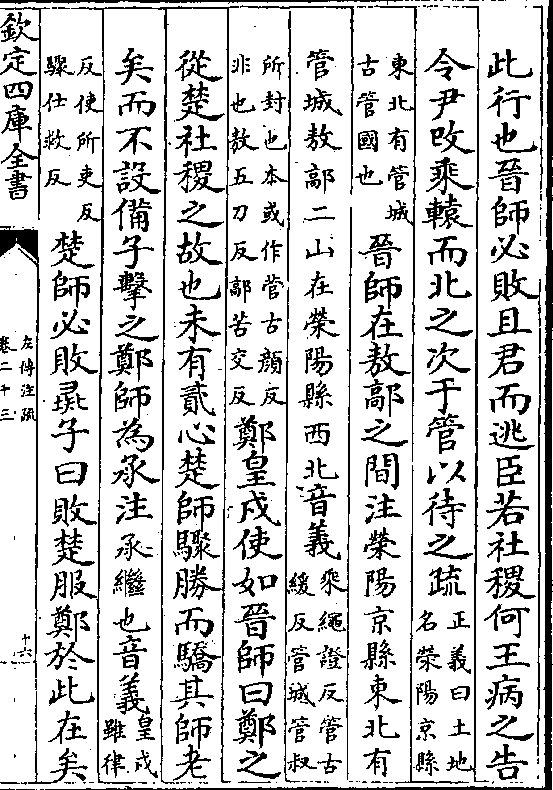 此行也晉師必敗且君而逃臣若社稷何王病之告
令尹改乘轅而北之次于管以待之疏正義曰土地名滎陽京縣
東北有管城古管國也晉師在敖鄗之間注滎陽京縣東北有
管城敖鄗二山在滎陽縣西北音義乘繩證反管古緩反管城管叔
所封也本或作菅古顔反非也敖五刀反鄗苦交反鄭皇戌使如晉師曰鄭之
從楚社稷之故也未有貳心楚師驟勝而驕其師老
矣而不設備子擊之鄭師為承注承繼也音義皇戌雖律
反使所吏反驟仕救反楚師必敗彘子曰敗楚服鄭於此在矣
欽定四庫全書
左傳注疏
卷二十三
十六